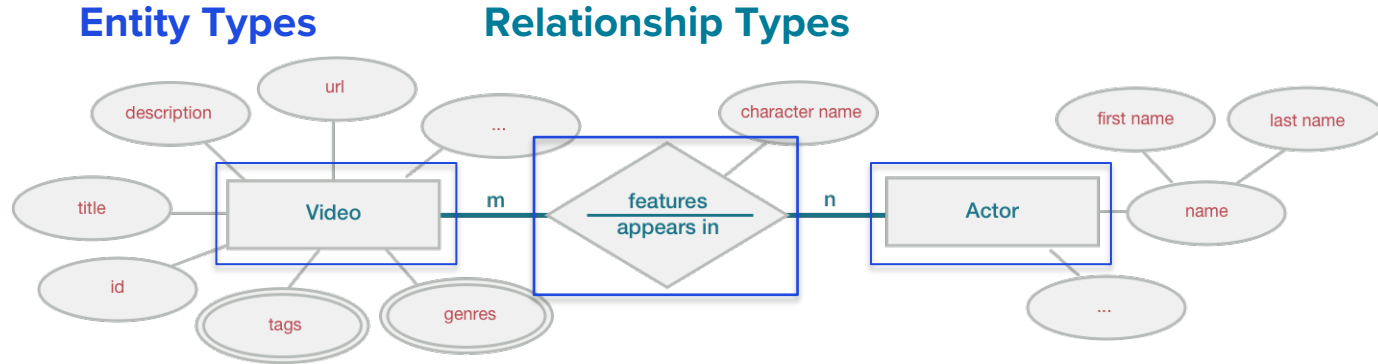 Entity Types
Relationship Types
url
description
...
character name
first name
last name
title
Video
m
features
appears in
n
Actor
name
id
tags
genres
...